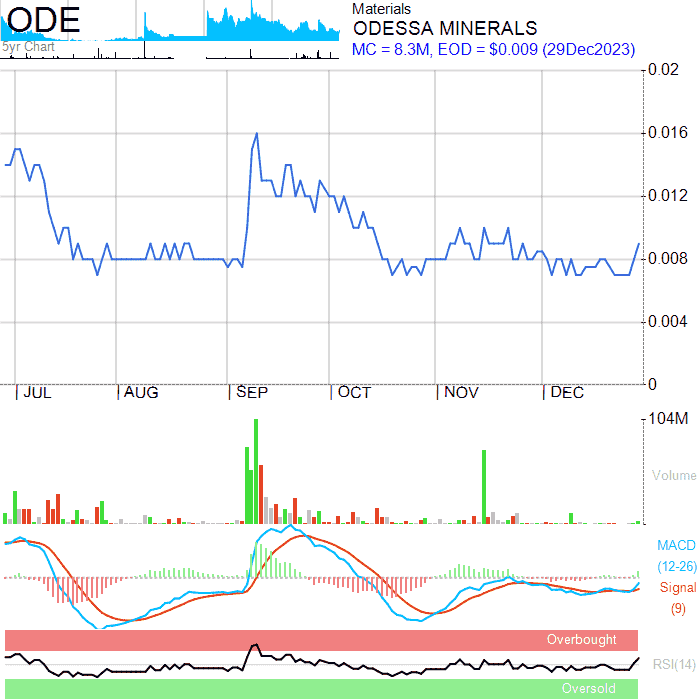 ODE
5yr Chart
Materials
ODESSA MINERALS
MC = 8.3M, EOD = $0.009 (29Dec2023)
0.02
0.016
0.012
0.008
0.004
0
JUL AUG SEP OCT NOV DEC
104M
Volume
MACD
(12-26)
Signal
(9)
Overbought
RSI(14)
Oversold